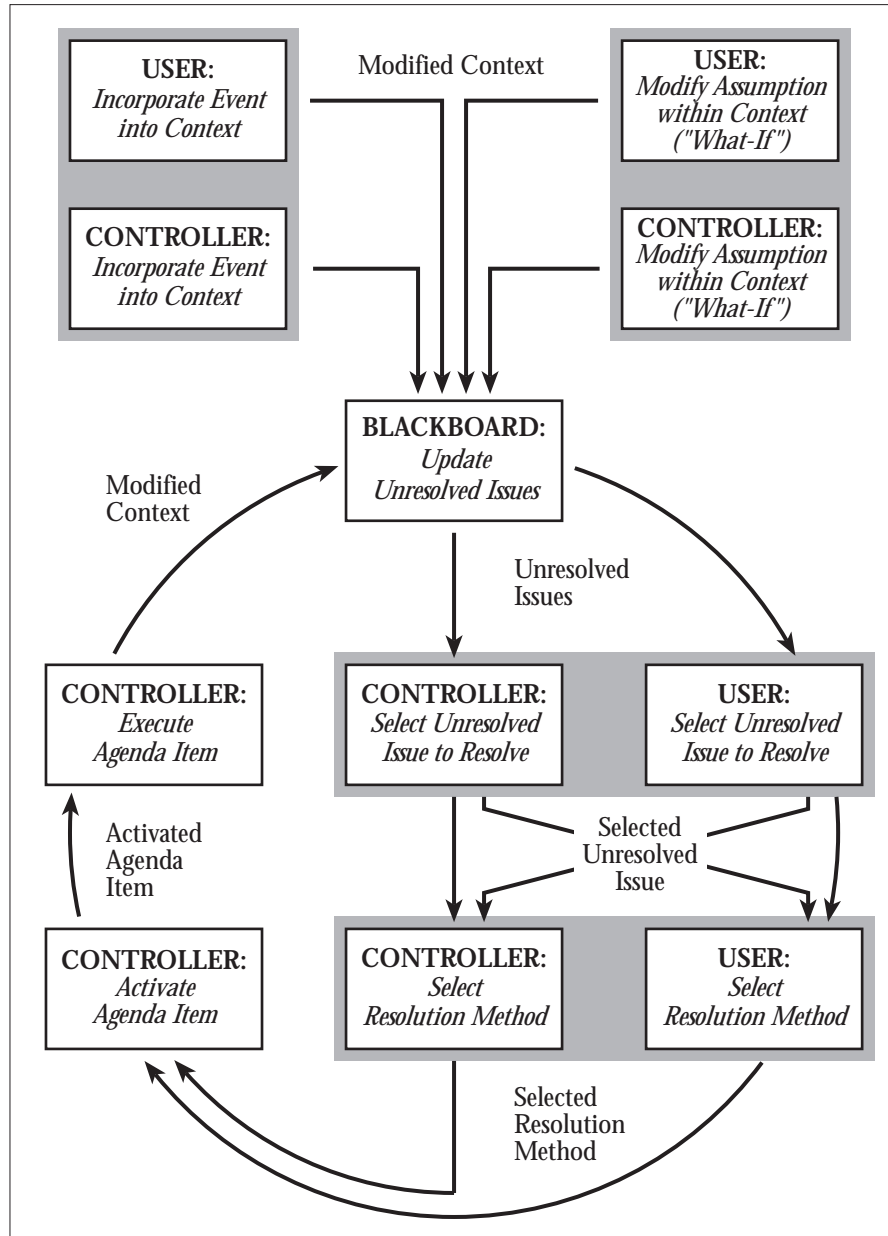 USER:
Incorporate Event
into Context
Modified Context
USER:
Modify Assumption
within Context
("What-If")
CONTROLLER:
Incorporate Event
into Context
CONTROLLER:
Modify Assumption
within Context
("What-If")
BLACKBOARD:
Update
Unresolved Issues
Modified
Context
Unresolved
Issues
CONTROLLER:
Execute
Agenda Item
CONTROLLER:
Select Unresolved
Issue to Resolve
USER:
Select Unresolved
Issue to Resolve
Activated
Agenda
Item
Selected
Unresolved
Issue
CONTROLLER:
Activate
Agenda Item
CONTROLLER:
Select
Resolution Method
USER:
Select
Resolution Method
Selected
Resolution
Method